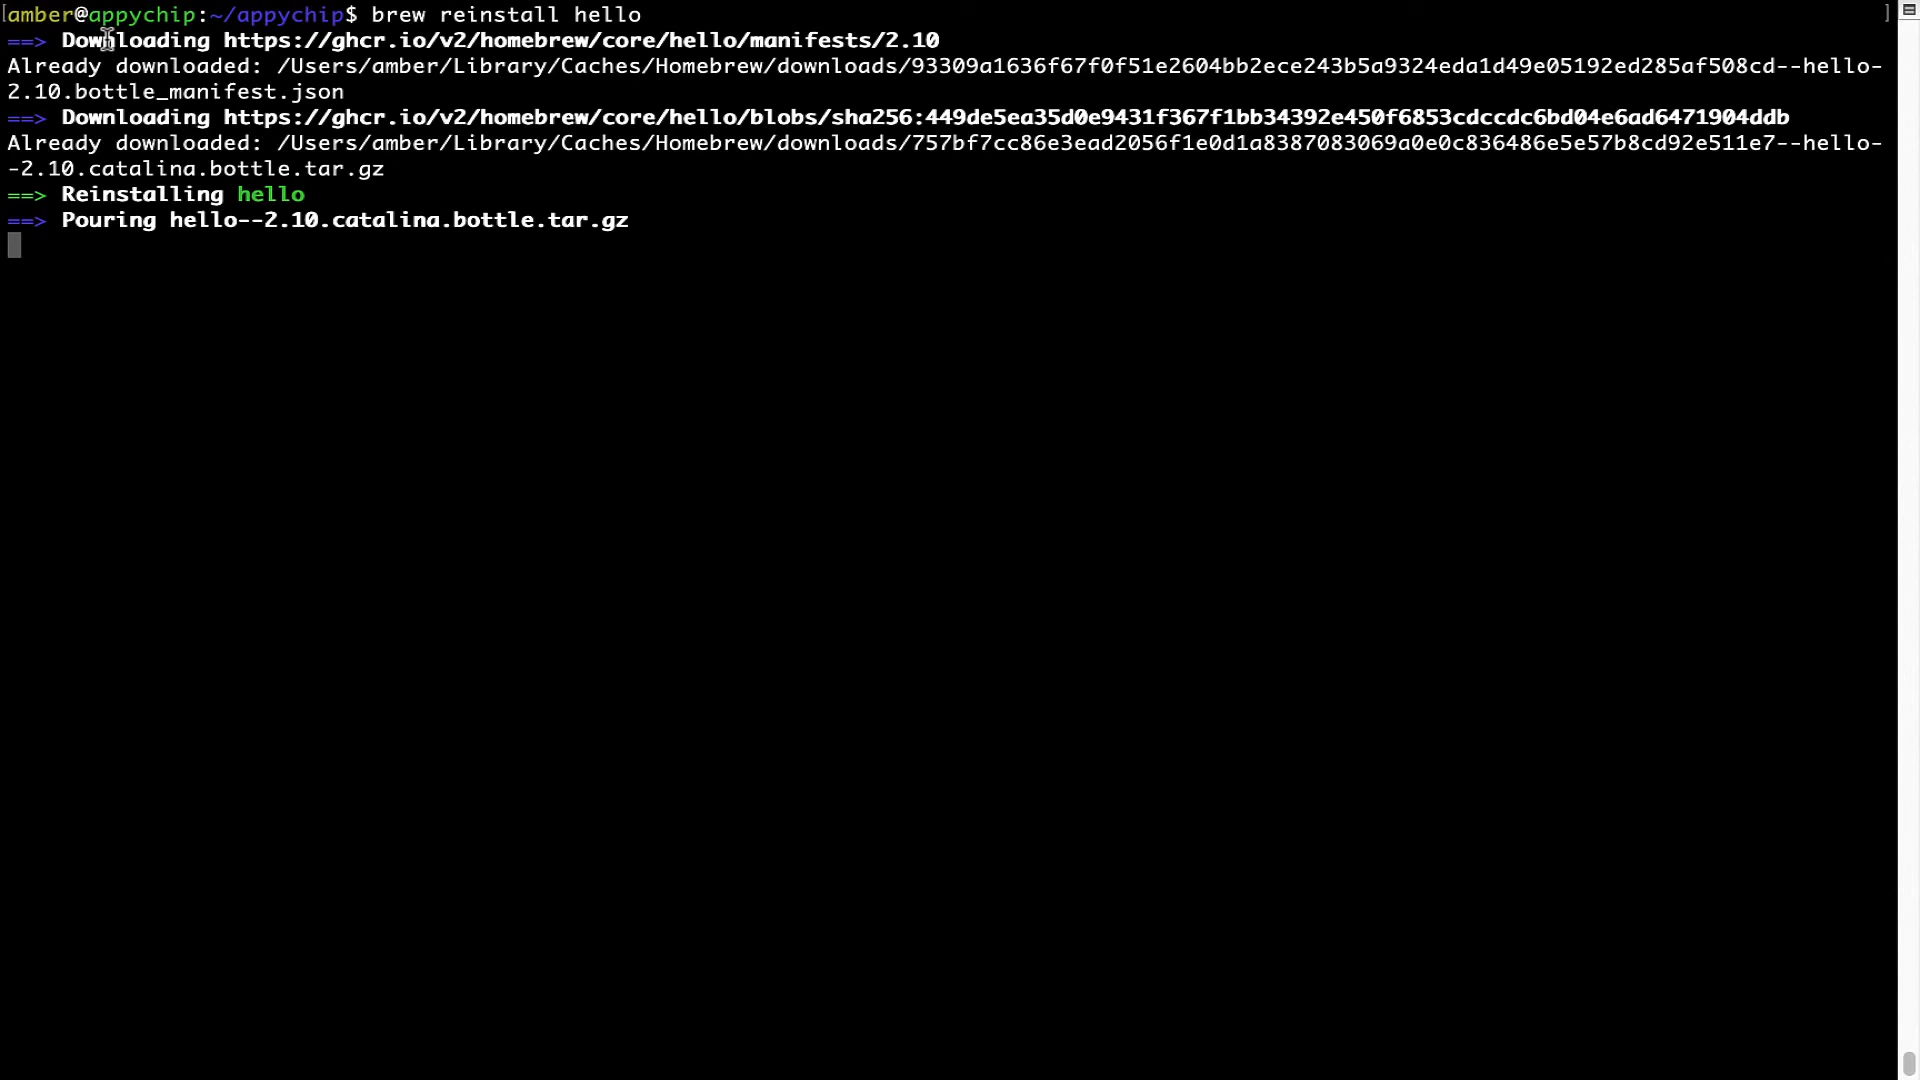 [amber@appychip:~/appychip$ brew reinstall hello ]
==> Downloading https://ghcr.io/v2/homebrew/core/hello/manifests/2.10
Already downloaded: /Users/amber/Library/Caches/Homebrew/downloads/93309a1636f67f0f51e2604bb2ece243b5a9324eda1d49e05192ed285af508cd--hello-
2.10.bottle_manifest.json
==> Downloading https://ghcr.io/v2/homebrew/core/hello/blobs/sha256:449de5ea35d0e9431f367f1bb34392e450f6853cdccdc6bd04e6ad6471904ddb
Already downloaded: /Users/amber/Library/Caches/Homebrew/downloads/757bf7cc86e3ead2056f1e0d1a8387083069a0e0c836486e5e57b8cd92e511e7--hello-
-2.10.catalina.bottle.tar.gz
==> Reinstalling hello
==> Pouring hello--2.10.catalina.bottle.tar.gz